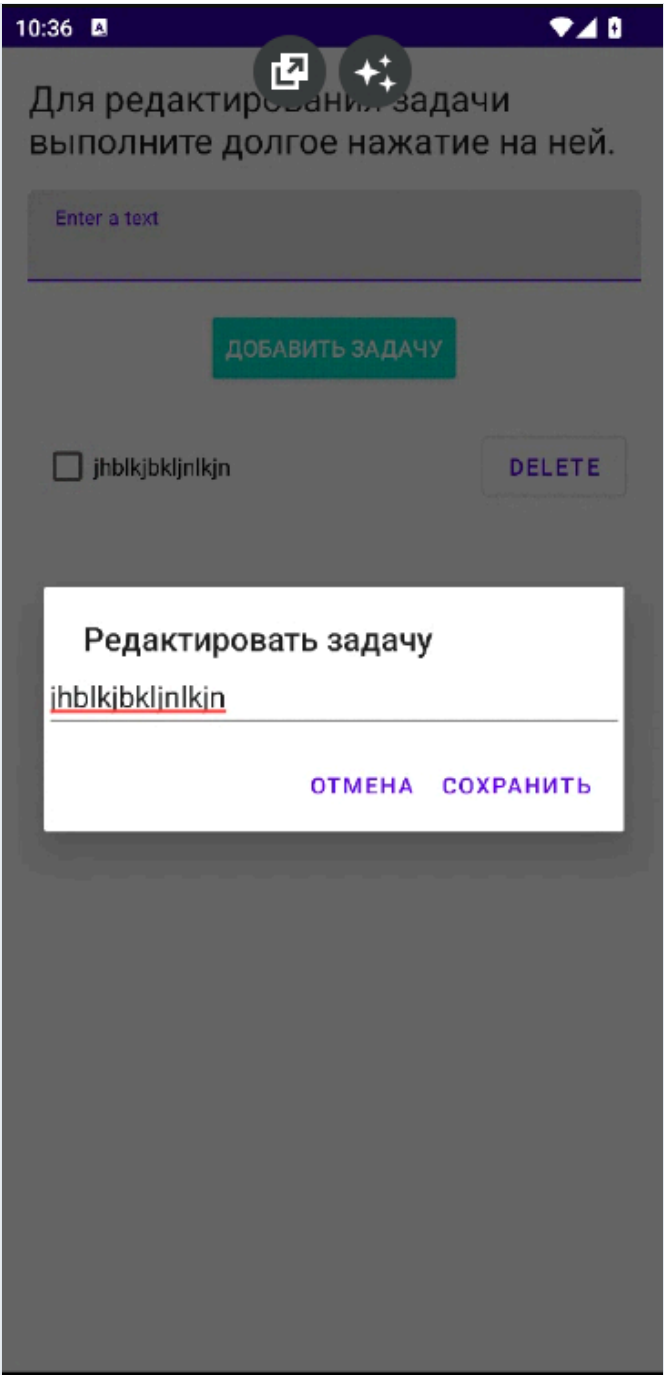 10:36 A
Для редактирования задачи
выполните долгое нажатие на ней.
Enter a text
ДОБАВИТЬ ЗАДАЧУ
jhblkjbkljnlkjn
DELETE
Редактировать задачу
jhblkjbkljnlkjn
ОТМЕНА СОХРАНИТЬ